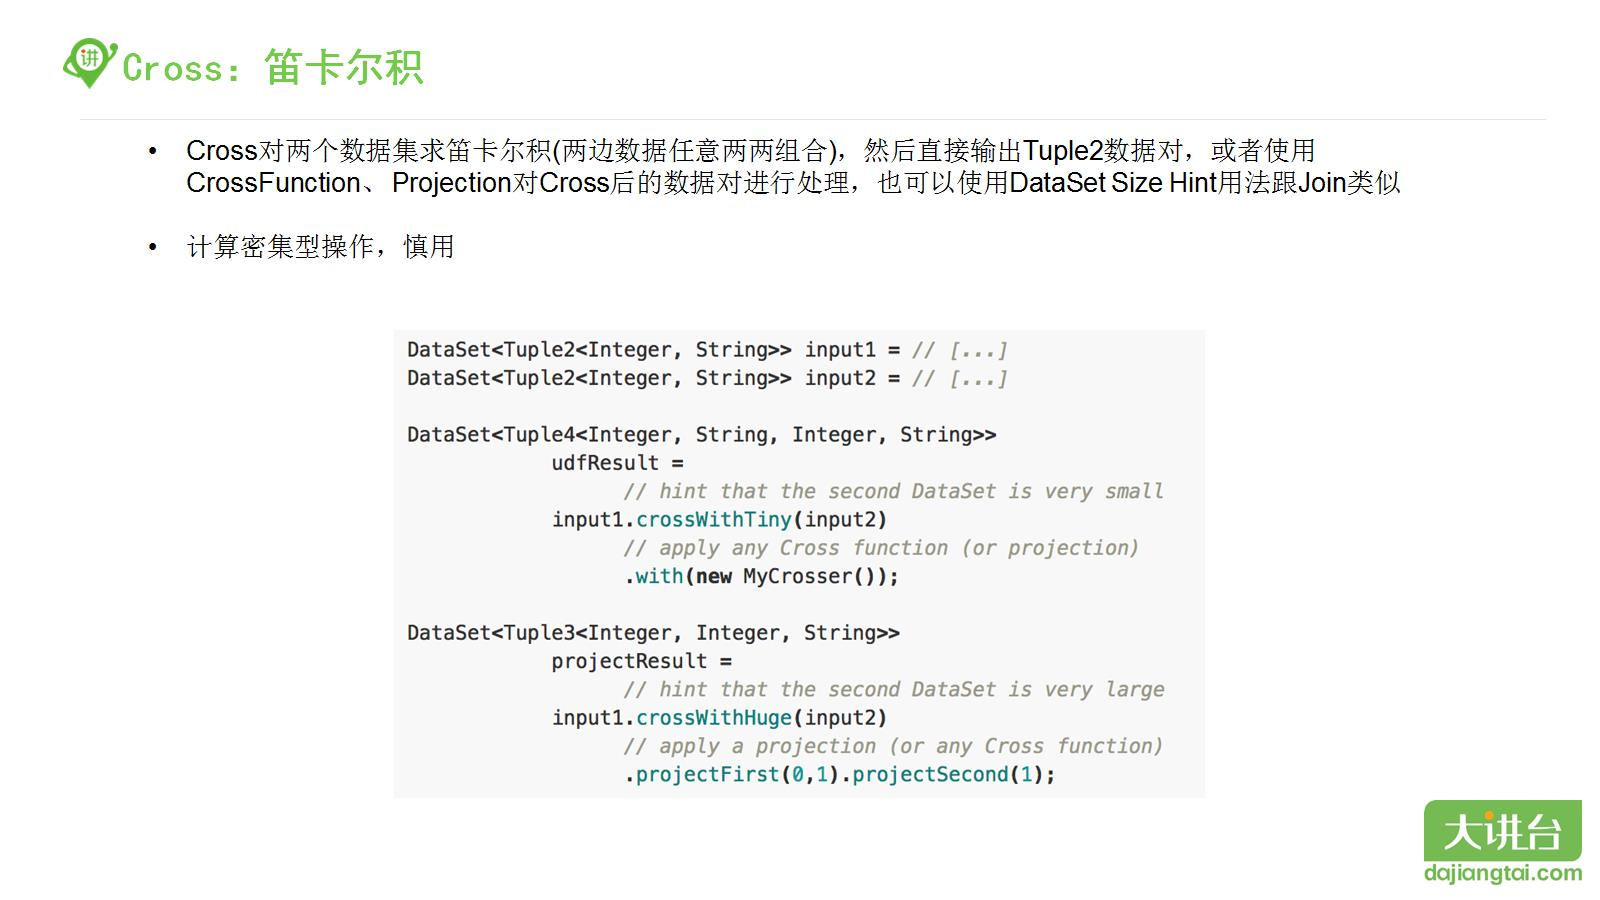 讲
Cross：笛卡尔积
• Cross对两个数据集求笛卡尔积(两边数据任意两两组合)，然后直接输出Tuple2数据对，或者使用
CrossFunction、Projection对Cross后的数据对进行处理，也可以使用DataSet Size Hint用法跟Join类似
• 计算密集型操作，慎用
DataSet<Tuple2<Integer, String>> input1 = // [...]
DataSet<Tuple2<Integer, String>> input2 = // [...]
DataSet<Tuple4<Integer, String, Integer, String>>
udfResult =
// hint that the second DataSet is very small
input1.crossWithTiny(input2)
// apply any Cross function (or projection)
.with(new MyCrosser());
DataSet<Tuple3<Integer, Integer, String>>
projectResult =
// hint that the second DataSet is very large
input1.crossWithHuge(input2)
// apply a projection (or any Cross function)
.projectFirst(0,1).projectSecond(1);
大讲台
dajiangtai.com